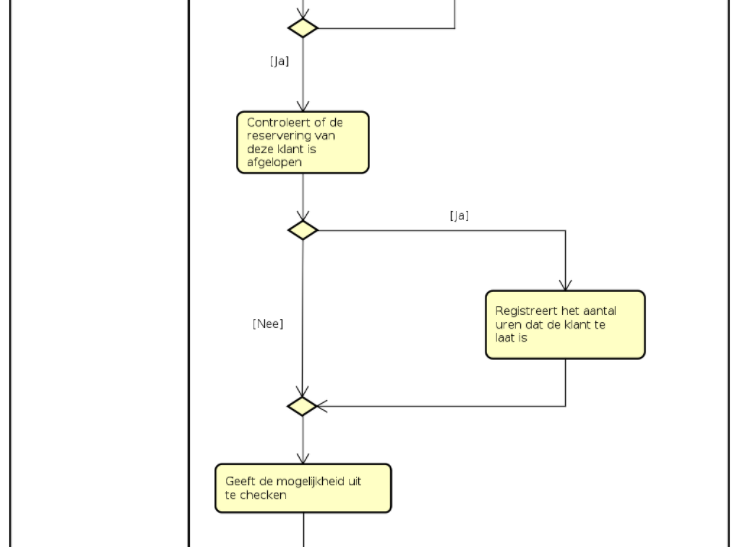 [Ja]
Controleert of de
reservering van
deze klant is
afgelopen
[Ja]
Registreert het aantal
uren dat de klant te
laat is
[Nee]
Geeft de mogelijkheid uit
te checken